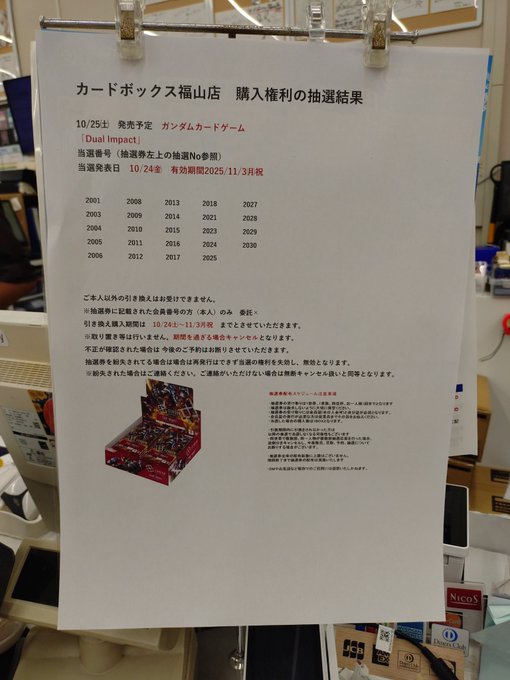 カードボックス福山店　購入権利の抽選結果
10/25㈯　発売予定　ガンダムカードゲーム
「Dual Impact」
当選番号（抽選券左上の抽選No参照）
当選発表日　10/24㈮　有効期間2025/11/3月祝
2001 2008 2013 2018 2027
2003 2009 2014 2021 2028
2004 2010 2015 2023 2029
2005 2011 2016 2024 2030
2006 2012 2017 2025
ご本人以外の引き換えはお受けできません。
※抽選券に記載された会員番号の方（本人）のみ　委託×
引き換え購入期間は　10/24㈯～11/3月祝　までとさせていただきます。
※取り置き等は行いません。期間を過ぎる場合キャンセルとなります。
不正が確認された場合は 今後のご予約はお断りさせていただきます。
抽選券を紛失されてる場合は場合は再発行はできず当選の権利を失効し、無効となります。
※紛失された場合はご連絡ください。ご連絡がいただけない場合は無断キャンセル扱いと同等となります。
NICOS
JCB
Diners Club